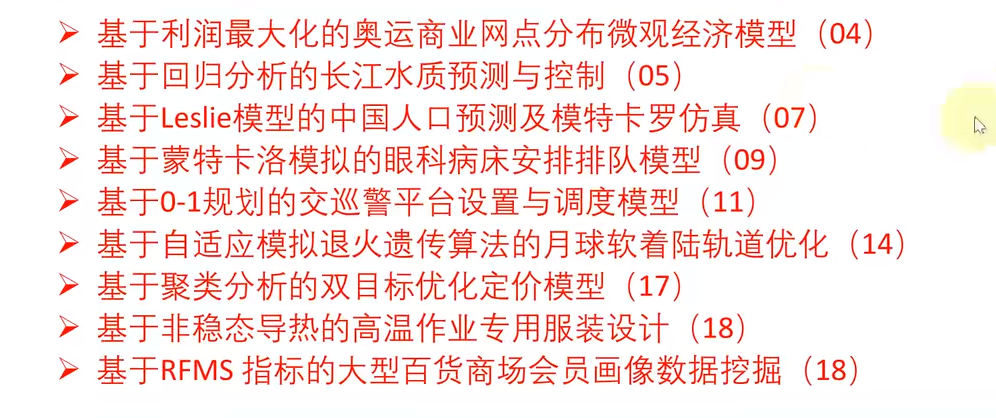 ➢ 基于利润最大化的奥运商业网点分布微观经济模型（04）
➢ 基于回归分析的长江水质预测与控制（05）
➢ 基于Leslie模型的中国人口预测及模特卡罗仿真（07）
➢ 基于蒙特卡洛模拟的眼科病床安排排队模型（09）
➢ 基于0-1规划的交巡警平台设置与调度模型（11）
➢ 基于自适应模拟退火遗传算法的月球软着陆轨道优化（14）
➢ 基于聚类分析的双目标优化定价模型（17）
➢ 基于非稳态导热的高温作业专用服装设计（18）
➢ 基于RFMS 指标的大型百货商场会员画像数据挖掘（18）